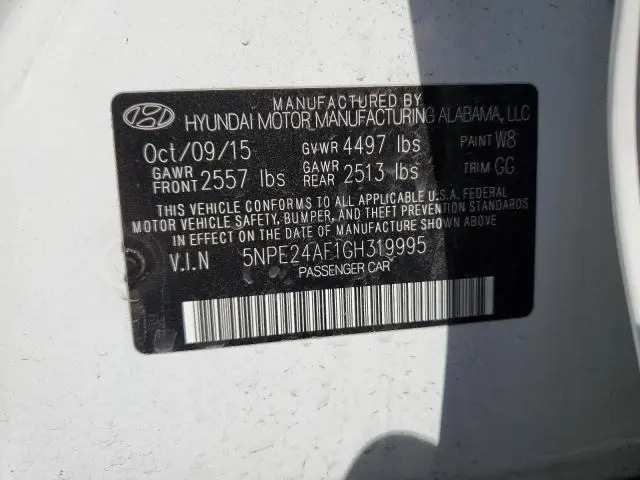 MANUFACTURED BY
HYUNDAI MOTOR MANUFACTURING ALABAMA, LLC
Oct/09/15 GVWR 4497 lbs PAINT W8
GAWR FRONT 2557 lbs GAWR REAR 2513 lbs TRIM GG
THIS VEHICLE CONFORMS TO ALL APPLICABLE U.S.A. FEDERAL
MOTOR VEHICLE SAFETY, BUMPER, AND THEFT PREVENTION STANDARDS
IN EFFECT ON THE DATE OF MANUFACTURE SHOWN ABOVE.
V.I.N 5NPE24AF1GH319995
PASSENGER CAR